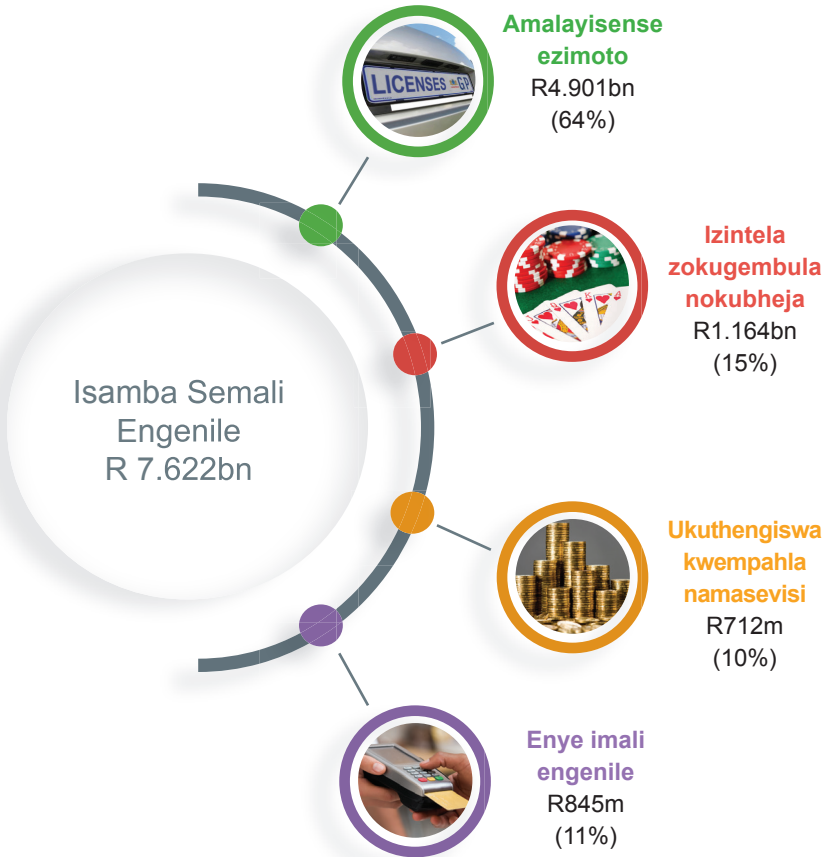 LICENSES GP
Amalayisense
ezimoto
R4.901bn
(64%)
Izintela
zokugembula
nokubheja
R1.164bn
(15%)
Isamba Semali
Engenile
R 7.622bn
Ukuthengiswa
kwempahla
namasevisi
R712m
(10%)
Enye imali
engenile
R845m
(11%)